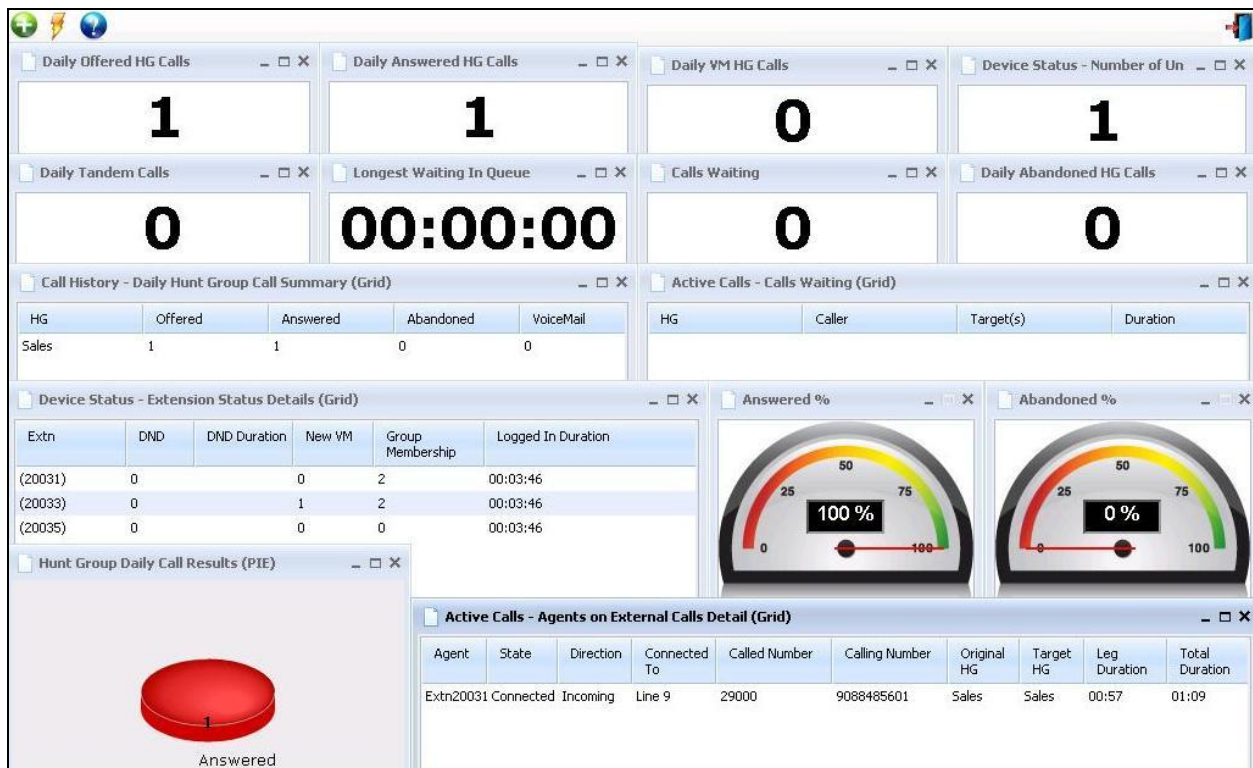 Daily Offered HG Calls
1
Daily Answered HG Calls
1
Daily VM HG Calls
0
Device Status - Number of Un
1
Daily Tandem Calls
0
Longest Waiting In Queue
00:00:00
Calls Waiting
0
Daily Abandoned HG Calls
0
Call History - Daily Hunt Group Call Summary (Grid)
HG Offered Answered Abandoned VoiceMail
Sales 1 1 0 0
Active Calls - Calls Waiting (Grid)
HG Caller Target(s) Duration
Device Status - Extension Status Details (Grid)
Extn DND DND Duration New VM Group Membership Logged In Duration
(20031) 0 0 2 00:03:46
(20033) 0 1 2 00:03:46
(20035) 0 0 0 00:03:46
Answered %
0 25 50 75 100
100 %
Abandoned %
0 25 50 75 100
0 %
Hunt Group Daily Call Results (PIE)
1
Answered
Active Calls - Agents on External Calls Detail (Grid)
Agent State Direction Connected To Called Number Calling Number Original HG Target HG Leg Duration Total Duration
Extn20031 Connected Incoming Line 9 29000 9088485601 Sales Sales 00:57 01:09